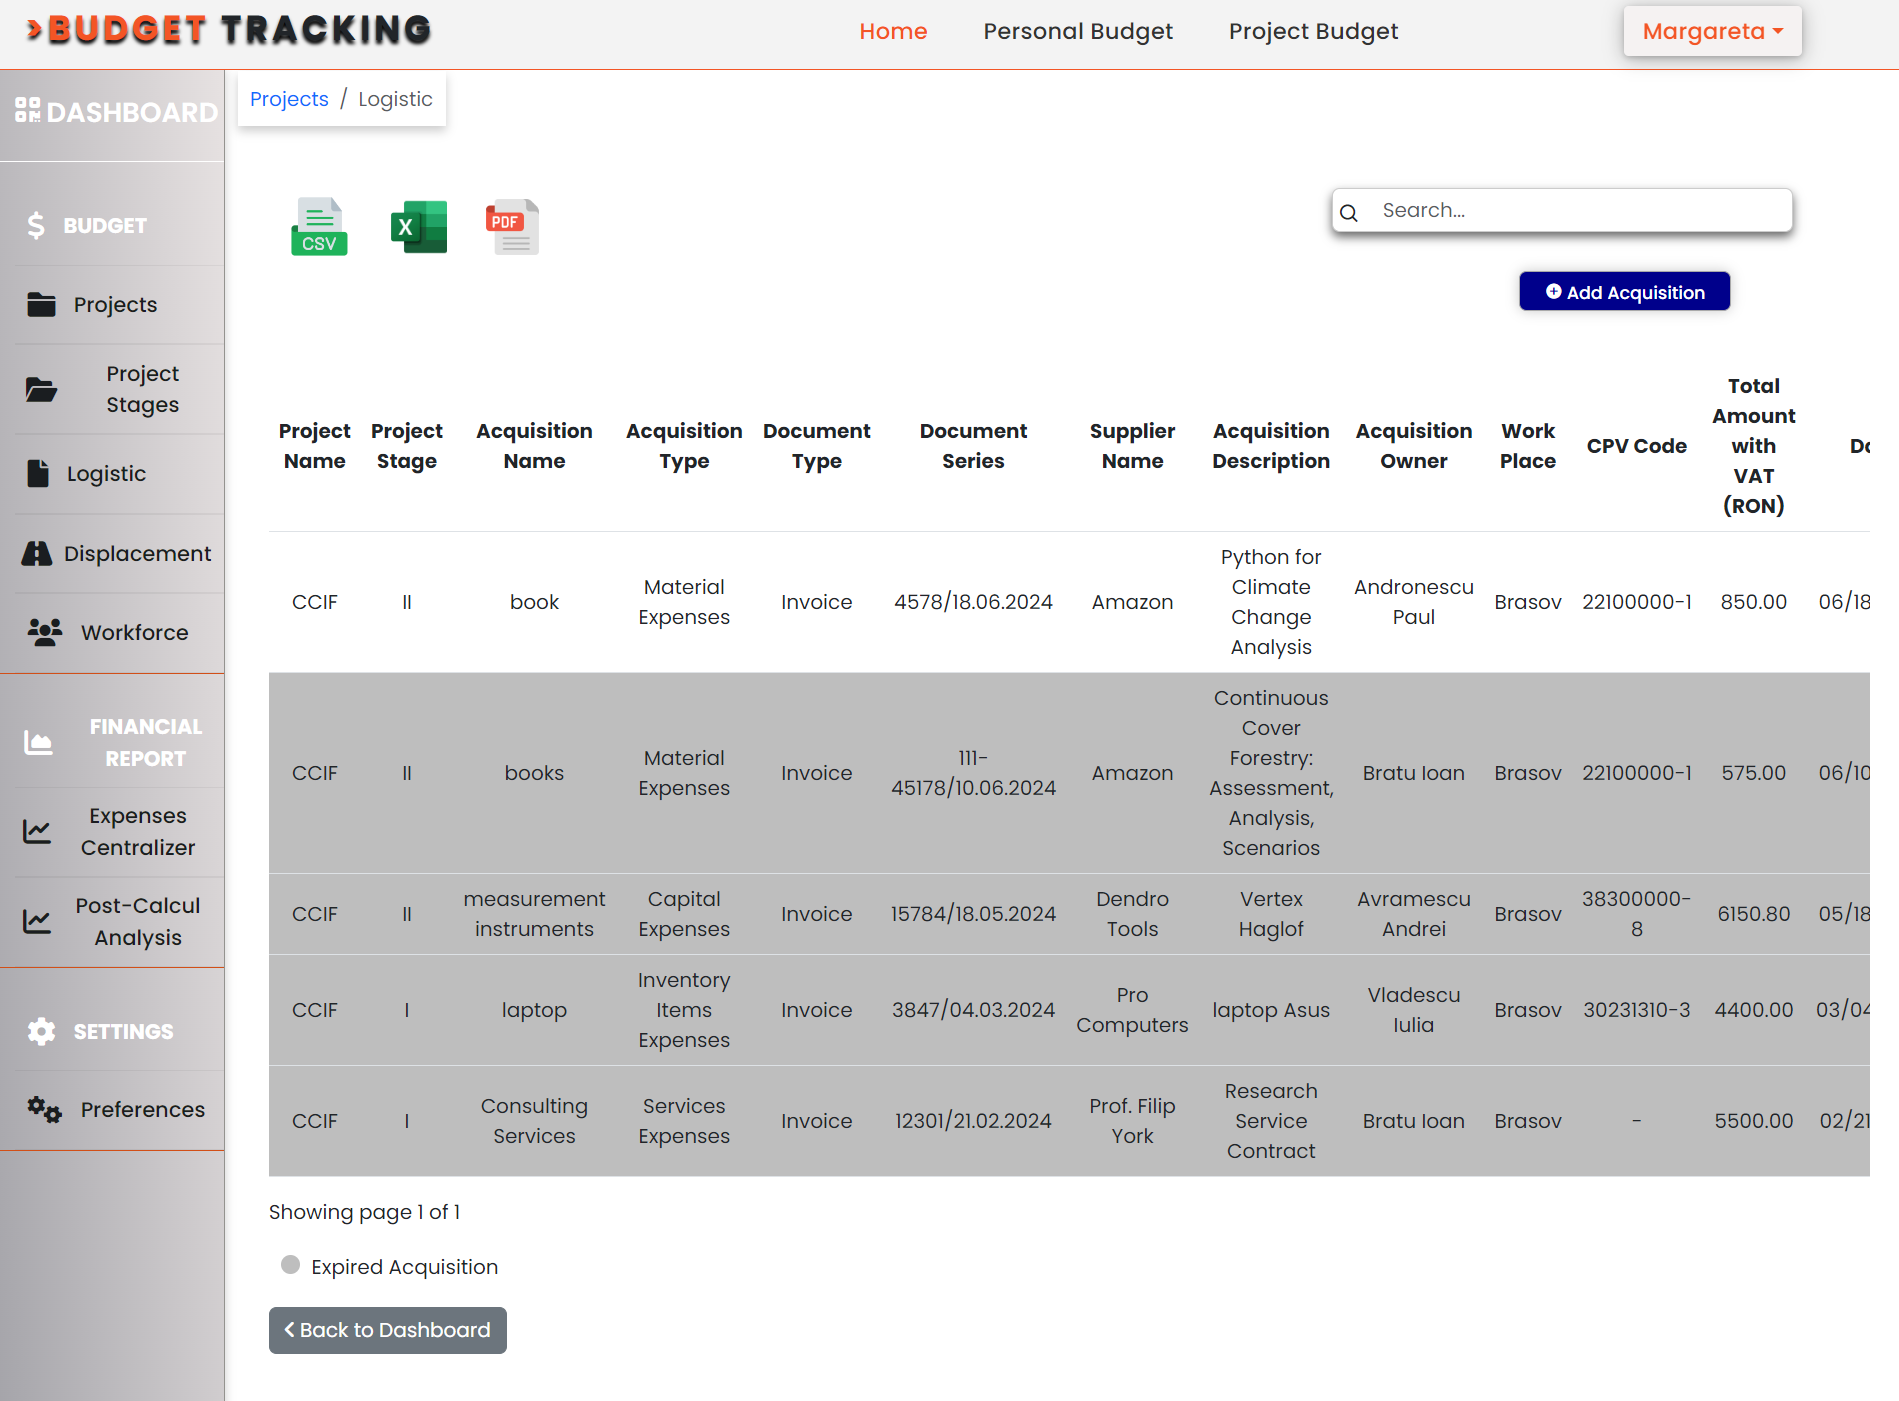 >BUDGET TRACKING
Home
Personal Budget
Project Budget
Margareta
DASHBOARD
BUDGET
Projects
Project
Stages
Logistic
Displacement
Workforce
FINANCIAL
REPORT
Expenses
Centralizer
Post-Calcul
Analysis
SETTINGS
Preferences
Projects / Logistic
CSV
X
PDF
Search...
Add Acquisition
Project
Name
Project
Stage
Acquisition
Name
Acquisition
Type
Document
Type
Document
Series
Supplier
Name
Acquisition
Description
Acquisition
Owner
Work
Place
CPV Code
Total
Amount
with
VAT
(RON)
CCIF
II
book
Material
Expenses
Invoice
4578/18.06.2024
Amazon
Python for
Climate
Change
Analysis
Andronescu
Paul
Brasov
22100000-1
850.00
06/18
CCIF
II
books
Material
Expenses
Invoice
111-
45178/10.06.2024
Amazon
Continuous
Cover
Forestry:
Assessment,
Analysis,
Scenarios
Bratu Ioan
Brasov
22100000-1
575.00
06/10
CCIF
II
measurement
instruments
Capital
Expenses
Invoice
15784/18.05.2024
Dendro
Tools
Vertex
Haglof
Avramescu
Andrei
Brasov
38300000-
8
6150.80
05/18
CCIF
I
laptop
Inventory
Items
Expenses
Invoice
3847/04.03.2024
Pro
Computers
laptop Asus
Vladescu
Iulia
Brasov
30231310-3
4400.00
03/04
CCIF
I
Consulting
Services
Services
Expenses
Invoice
12301/21.02.2024
Prof. Filip
York
Research
Service
Contract
Bratu Ioan
Brasov
-
5500.00
02/21
Showing page 1 of 1
Expired Acquisition
Back to Dashboard